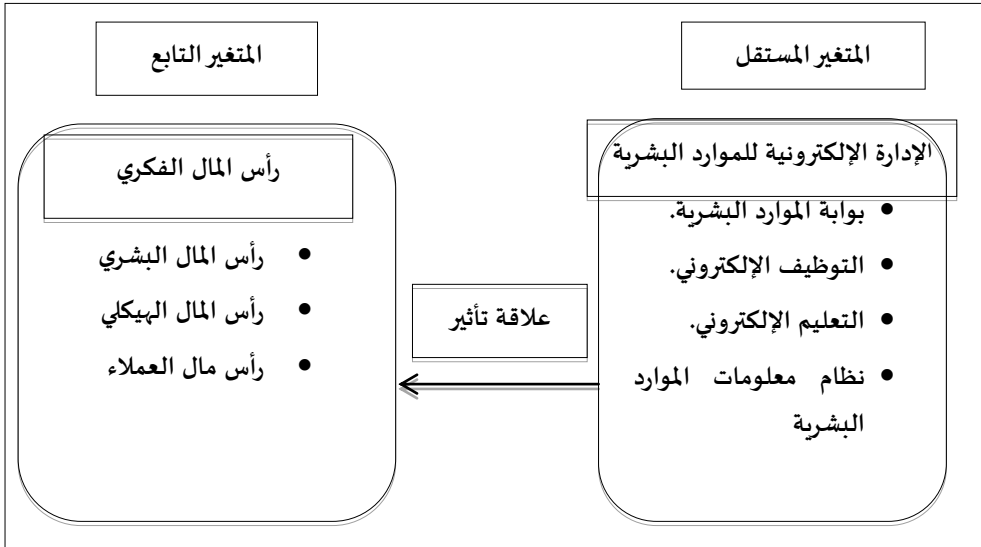 المتغير المستقل
الإدارة الإلكترونية للموارد البشرية
• بوابة الموارد البشرية.
• التوظيف الإلكتروني.
• التعليم الإلكتروني.
• نظام معلومات الموارد
البشرية
علاقة تأثير
المتغير التابع
رأس المال الفكري
• رأس المال البشري
• رأس المال الهيكلي
• رأس مال العملاء